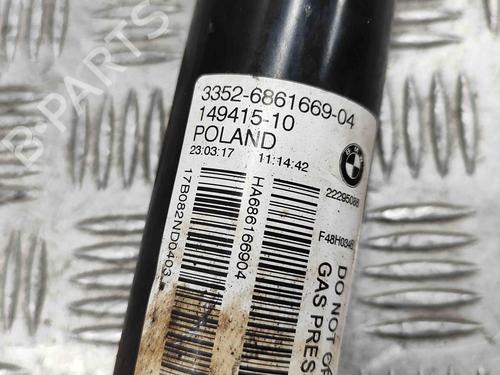 B-PARTS
3352-6861669-04
149415-10
POLAND
23:03:17 11:14:42
22295088
17B082ND0403
HA686166904
DO NOT
GAS PRES